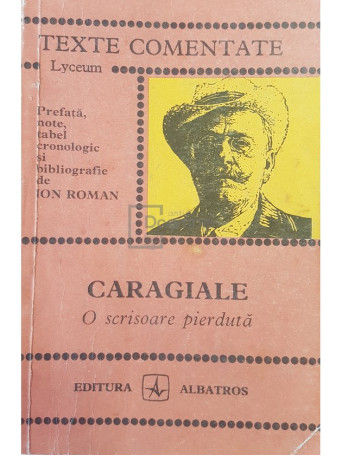 TEXTE COMENTATE
Lyceum
Prefață,
note,
tabel
cronologic
și
bibliografie
de
ION ROMAN
CARAGIALE
O scrisoare pierdută
EDITURA
ALBATROS